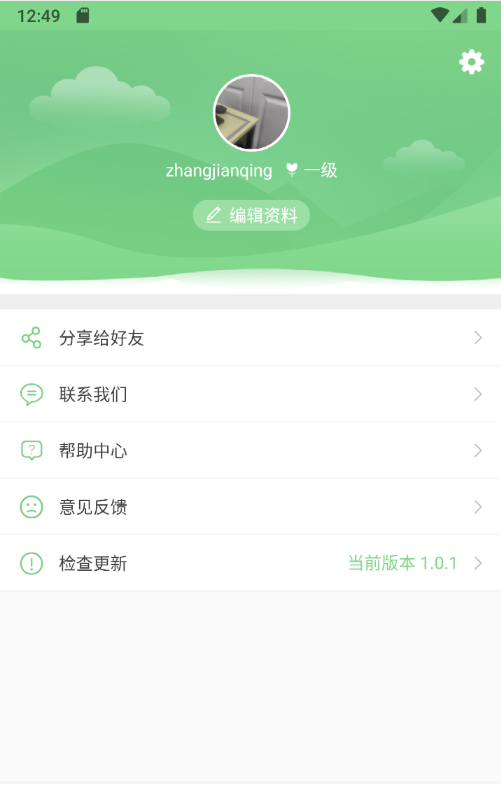 12:49
zhangjianqing 一级
编辑资料
分享给好友
联系我们
帮助中心
意见反馈
检查更新 当前版本 1.0.1